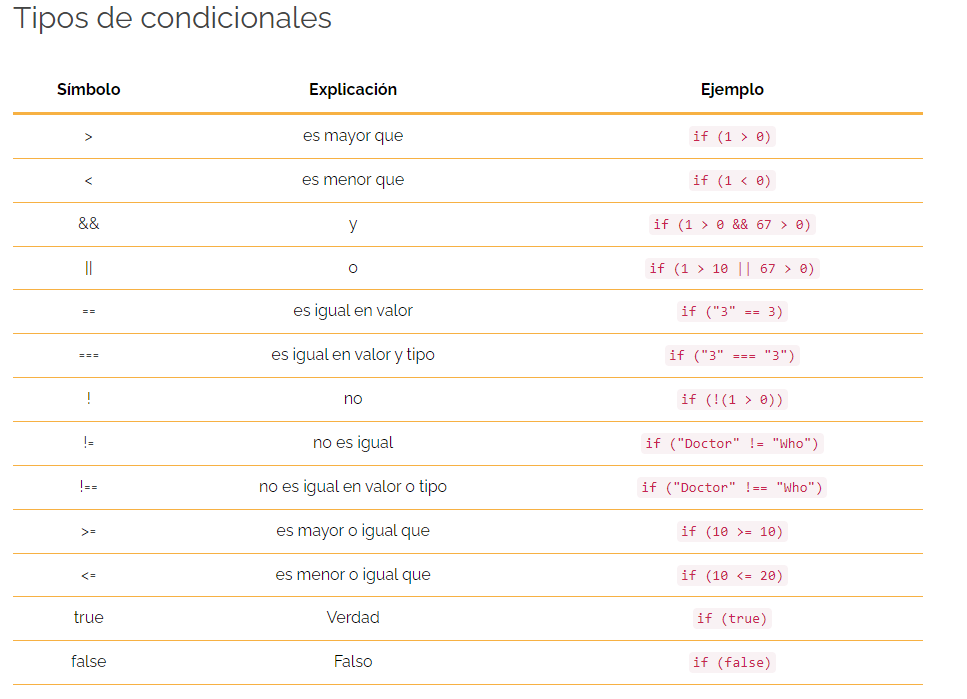 Tipos de condicionales
Símbolo Explicación Ejemplo
> es mayor que if (1 > 0)
< es menor que if (1 < 0)
&& y if (1 > 0 && 67 > 0)
|| o if (1 > 10 || 67 > 0)
== es igual en valor if ("3" == 3)
=== es igual en valor y tipo if ("3" === "3")
! no if (!(1 > 0))
!= no es igual if ("Doctor" != "Who")
!== no es igual en valor o tipo if ("Doctor" !== "Who")
>= es mayor o igual que if (10 >= 10)
<= es menor o igual que if (10 <= 20)
true Verdad if (true)
false Falso if (false)